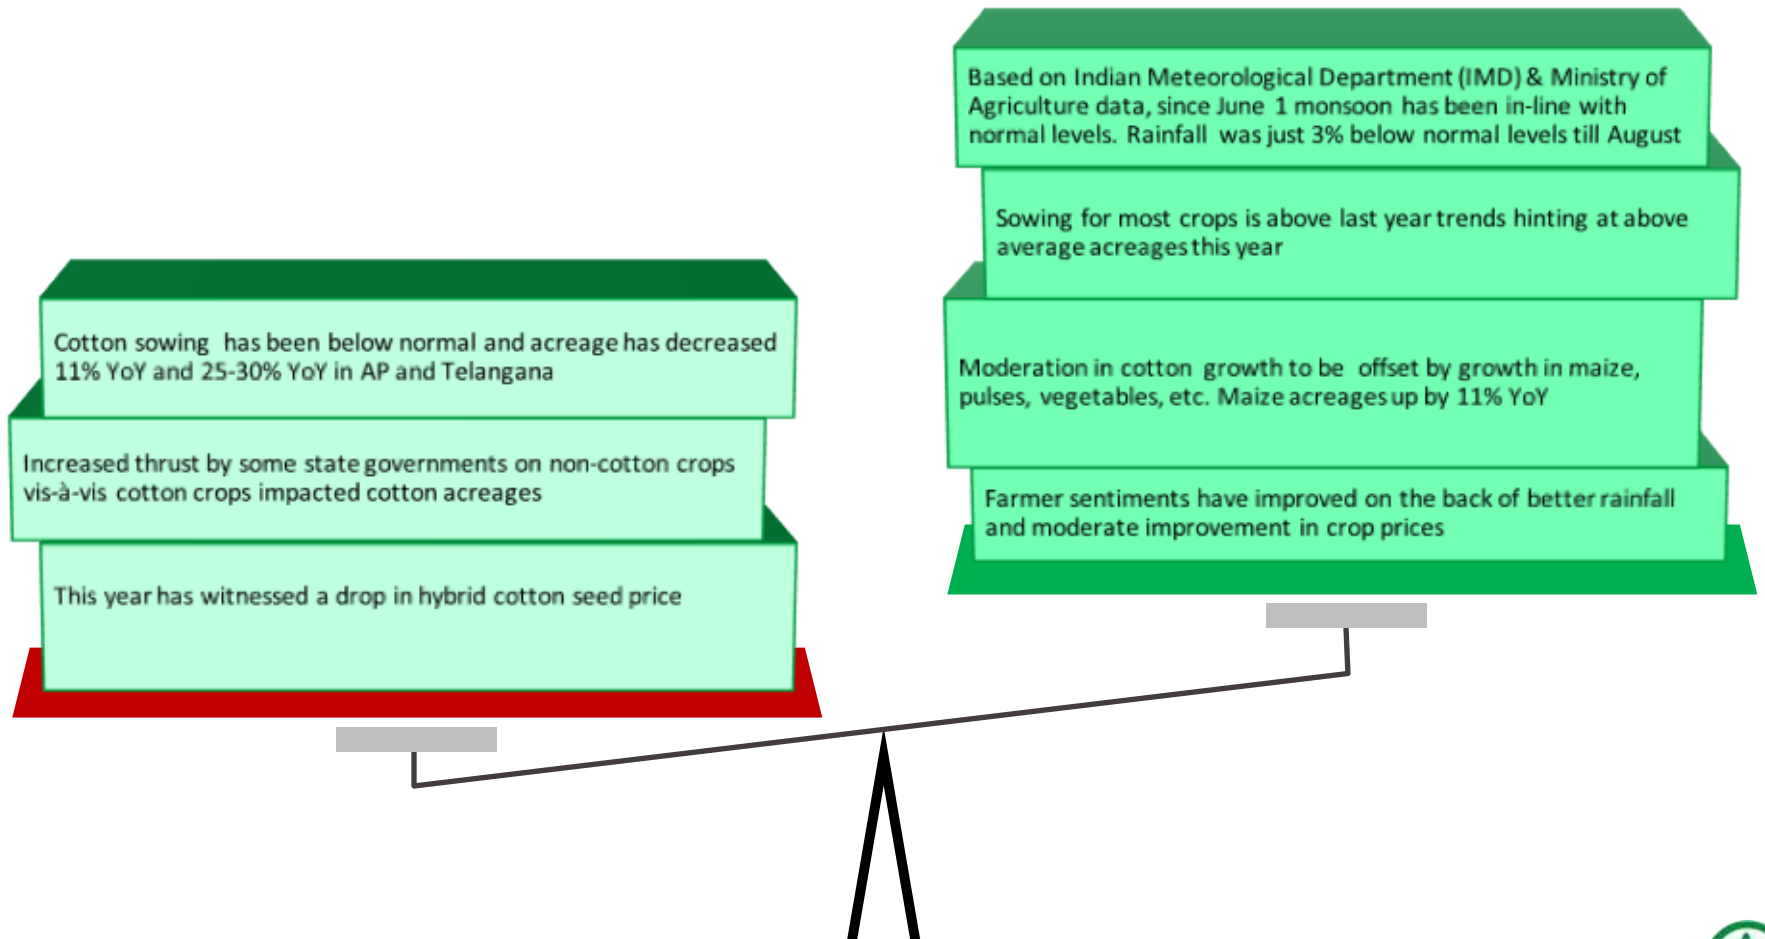 Cotton sowing has been below normal and acreage has decreased
11% YoY and 25-30% YoY in AP and Telangana
Increased thrust by some state governments on non-cotton crops
vis-à-vis cotton crops impacted cotton acreages
This year has witnessed a drop in hybrid cotton seed price
Based on Indian Meteorological Department (IMD) & Ministry of
Agriculture data, since June 1 monsoon has been in-line with
normal levels. Rainfall was just 3% below normal levels till August
Sowing for most crops is above last year trends hinting at above
average acreages this year
Moderation in cotton growth to be offset by growth in maize,
pulses, vegetables, etc. Maize acreages up by 11% YoY
Farmer sentiments have improved on the back of better rainfall
and moderate improvement in crop prices